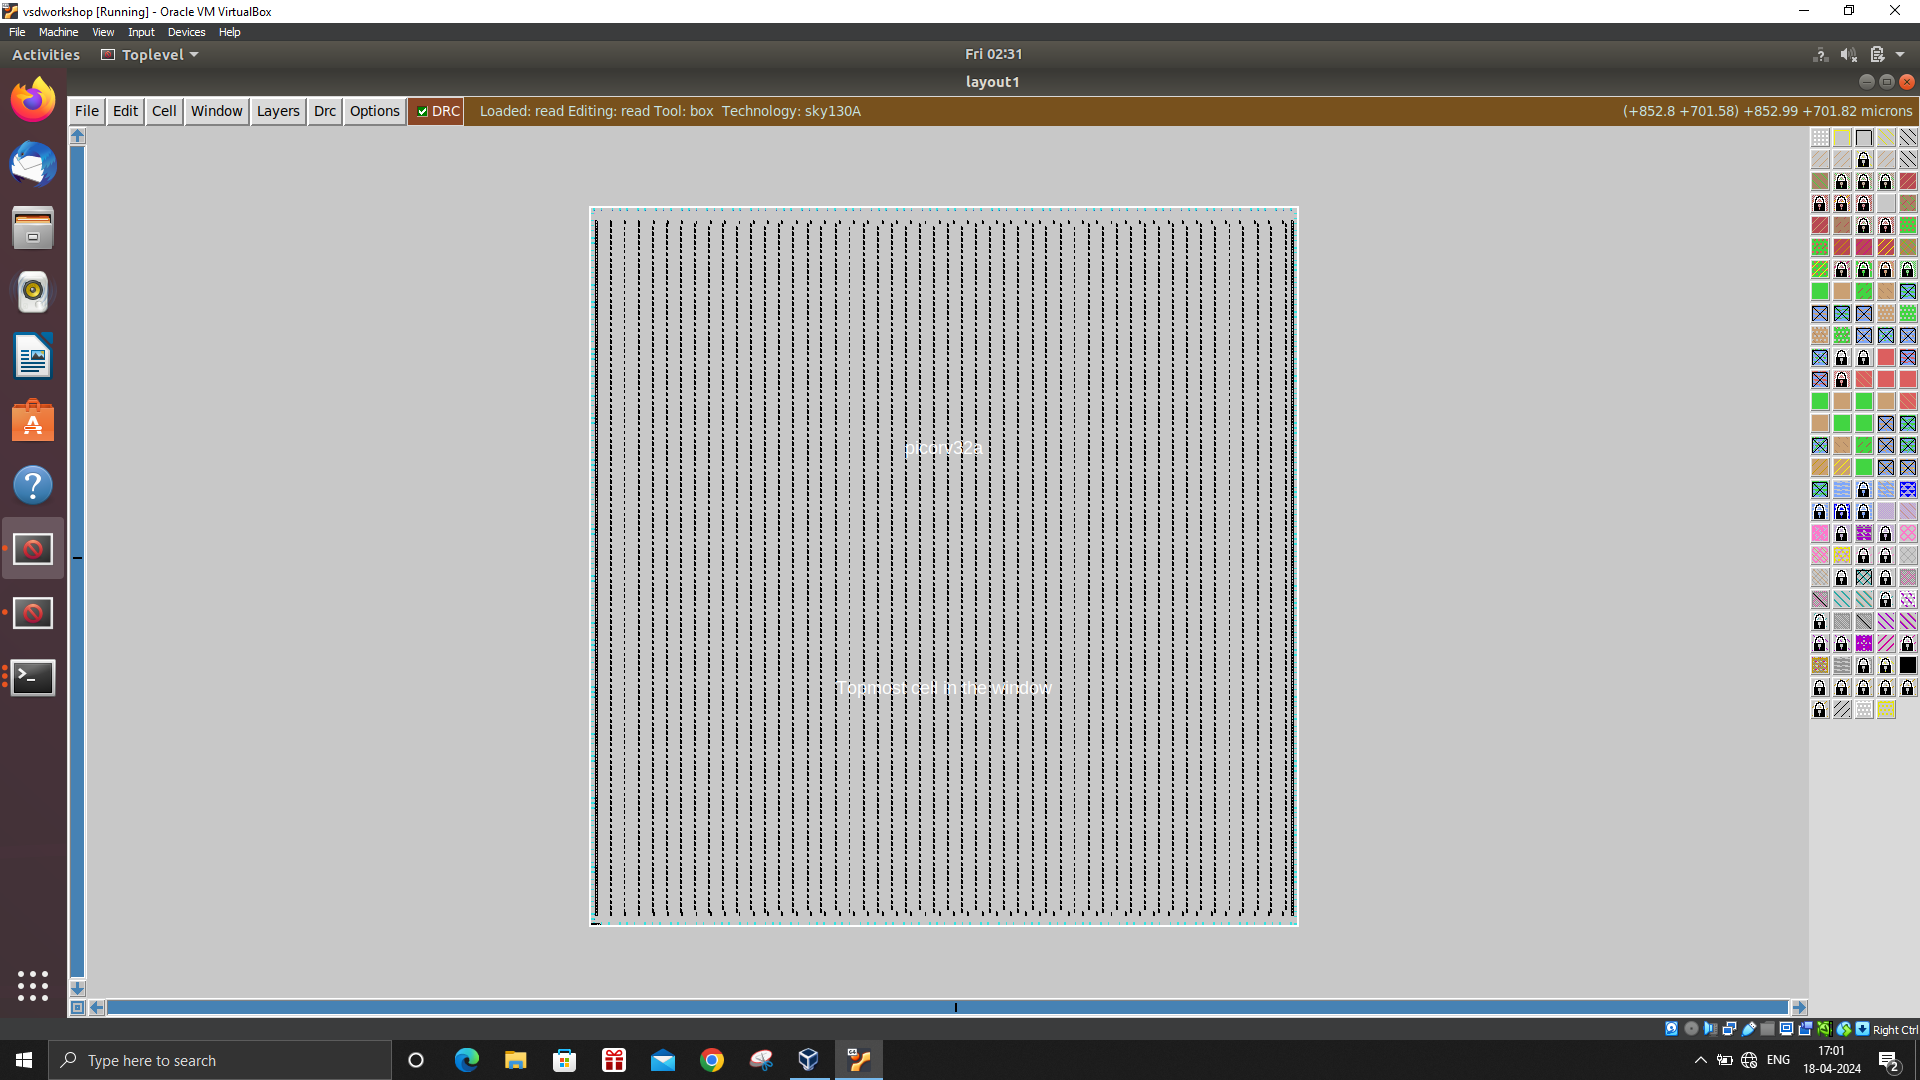 vsdworkshop [Running] - Oracle VM VirtualBox
File Machine View Input Devices Help
Activities Toplevel Fri 02:31
layout1
File Edit Cell Window Layers Drc Options DRC Loaded: read Editing: read Tool: box Technology: sky130A (+852.8 +701.58) +852.99 +701.82 microns
picorv32a
Topmost cell in the window
Right Ctrl
Type here to search
ENG
17:01
18-04-2024
2